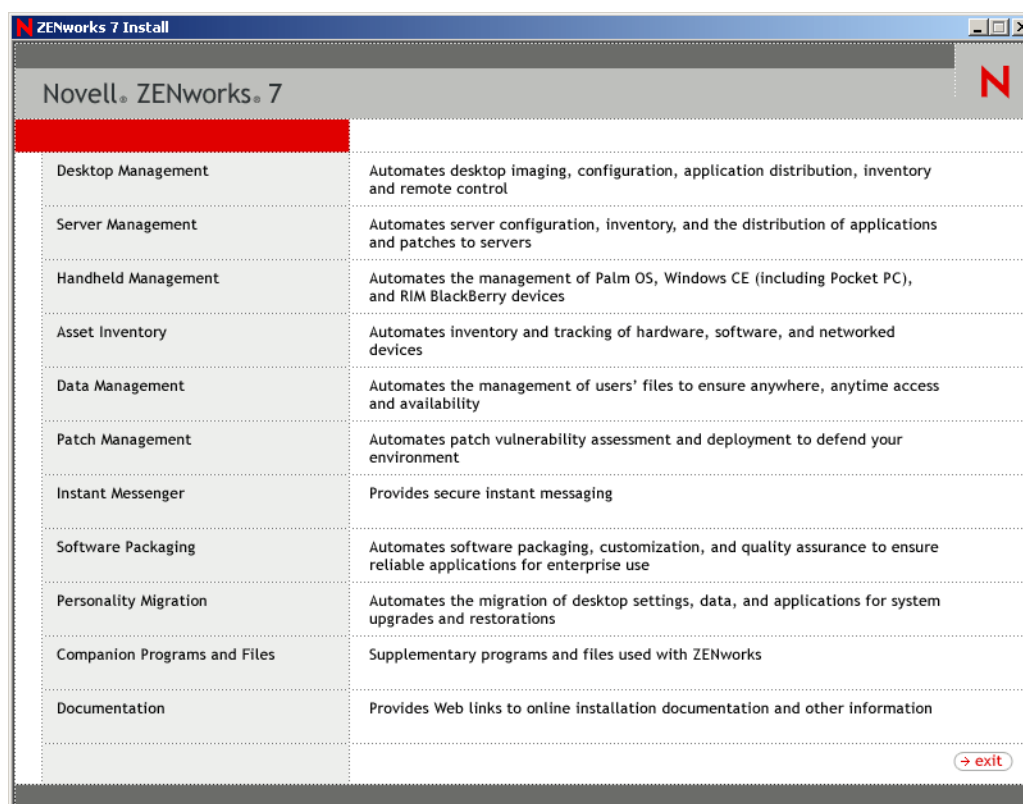 ZENworks 7 Install
Novell® ZENworks® 7
N
Desktop Management
Automates desktop imaging, configuration, application distribution, inventory
and remote control
Server Management
Automates server configuration, inventory, and the distribution of applications
and patches to servers
Handheld Management
Automates the management of Palm OS, Windows CE (including Pocket PC),
and RIM BlackBerry devices
Asset Inventory
Automates inventory and tracking of hardware, software, and networked
devices
Data Management
Automates the management of users’ files to ensure anywhere, anytime access
and availability
Patch Management
Automates patch vulnerability assessment and deployment to defend your
environment
Instant Messenger
Provides secure instant messaging
Software Packaging
Automates software packaging, customization, and quality assurance to ensure
reliable applications for enterprise use
Personality Migration
Automates the migration of desktop settings, data, and applications for system
upgrades and restorations
Companion Programs and Files
Supplementary programs and files used with ZENworks
Documentation
Provides Web links to online installation documentation and other information
exit